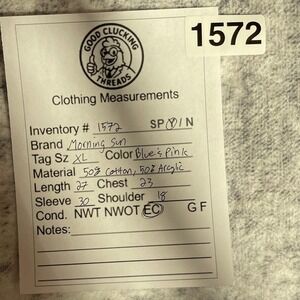 1572
GOOD CLUCKING
THREADS
Clothing Measurements
Inventory # 1572 SP(Y)/N
Brand Morning Sun
Tag Sz XL Color Blue & Pink
Material 50% Cotton, 50% Acrylic
Length 27 Chest 23
Sleeve 30 Shoulder 18
Cond. NWT NWOT EC G F
Notes: